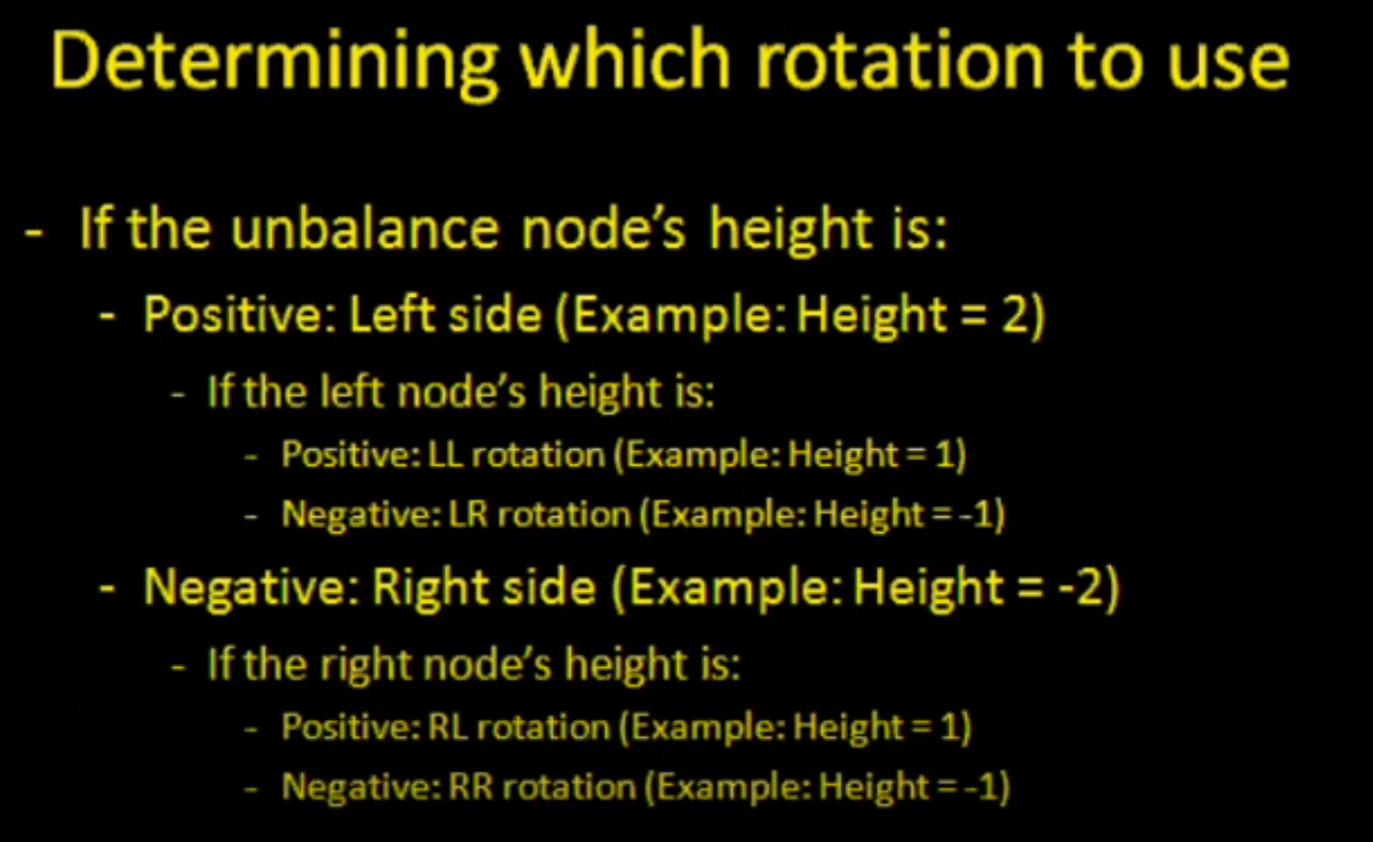 Determining which rotation to use
- If the unbalance node's height is:
- Positive: Left side (Example: Height = 2)
- If the left node's height is:
- Positive: LL rotation (Example: Height = 1)
- Negative: LR rotation (Example: Height = -1)
- Negative: Right side (Example: Height = -2)
- If the right node's height is:
- Positive: RL rotation (Example: Height = 1)
- Negative: RR rotation (Example: Height = -1)